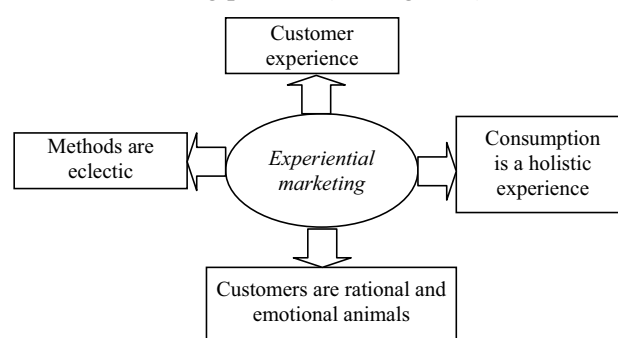 Customer
experience
Methods are
eclectic
Experiential
marketing
Consumption
is a holistic
experience
Customers are rational and
emotional animals